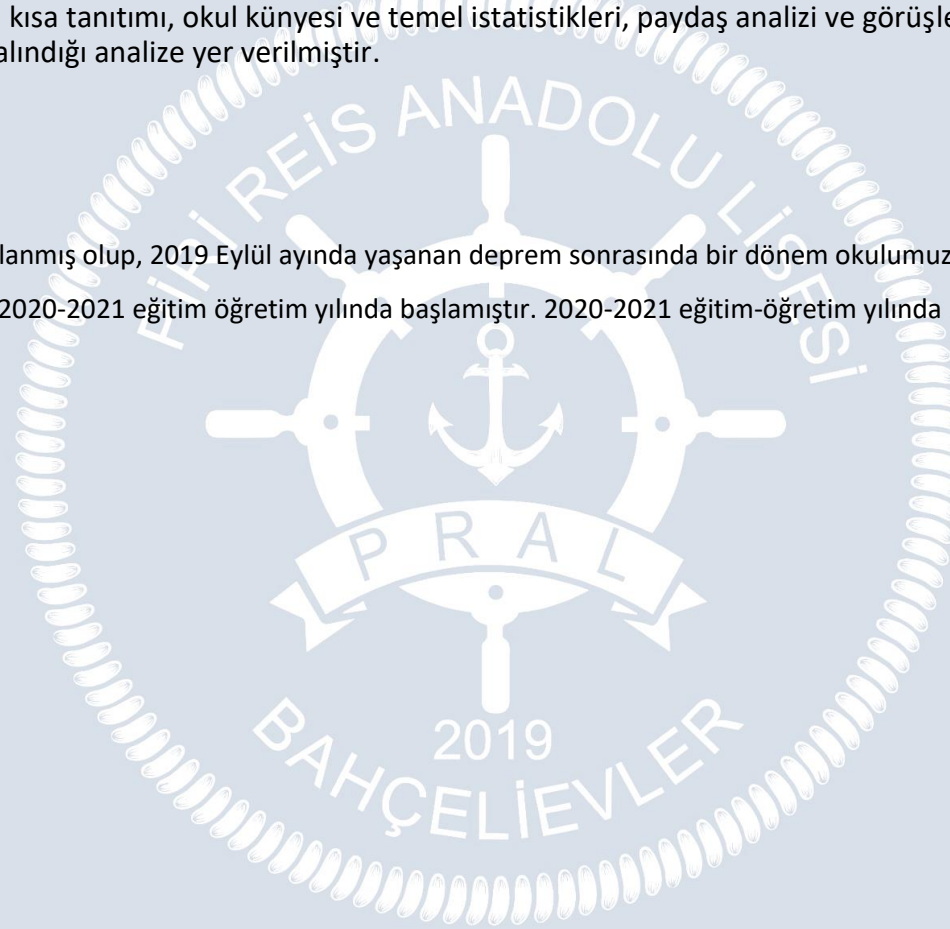 kısa tanıtımı, okul künyesi ve temel istatistikleri, paydaş analizi ve görüşle
alındığı analize yer verilmiştir.
PİRİ REİS ANADOLU LİSESİ
lanmış olup, 2019 Eylül ayında yaşanan deprem sonrasında bir dönem okulumuz
2020-2021 eğitim öğretim yılında başlamıştır. 2020-2021 eğitim-öğretim yılında
PRAL
2019
BAHÇELİEVLER